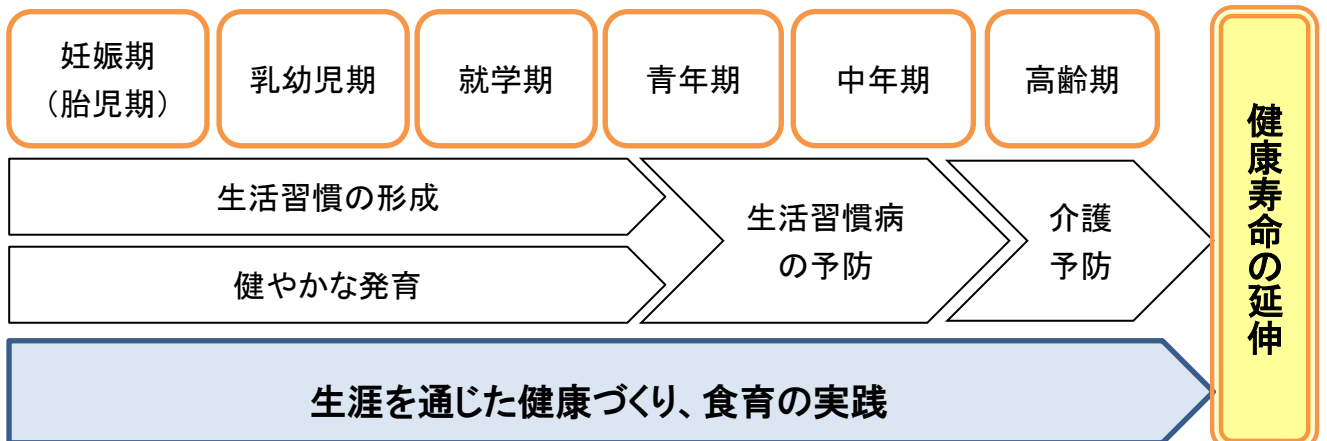 妊娠期
（胎児期）
乳幼児期
就学期
青年期
中年期
高齢期
生活習慣の形成
健やかな発育
生活習慣病
の予防
介護
予防
生涯を通じた健康づくり、食育の実践
健康寿命の延伸